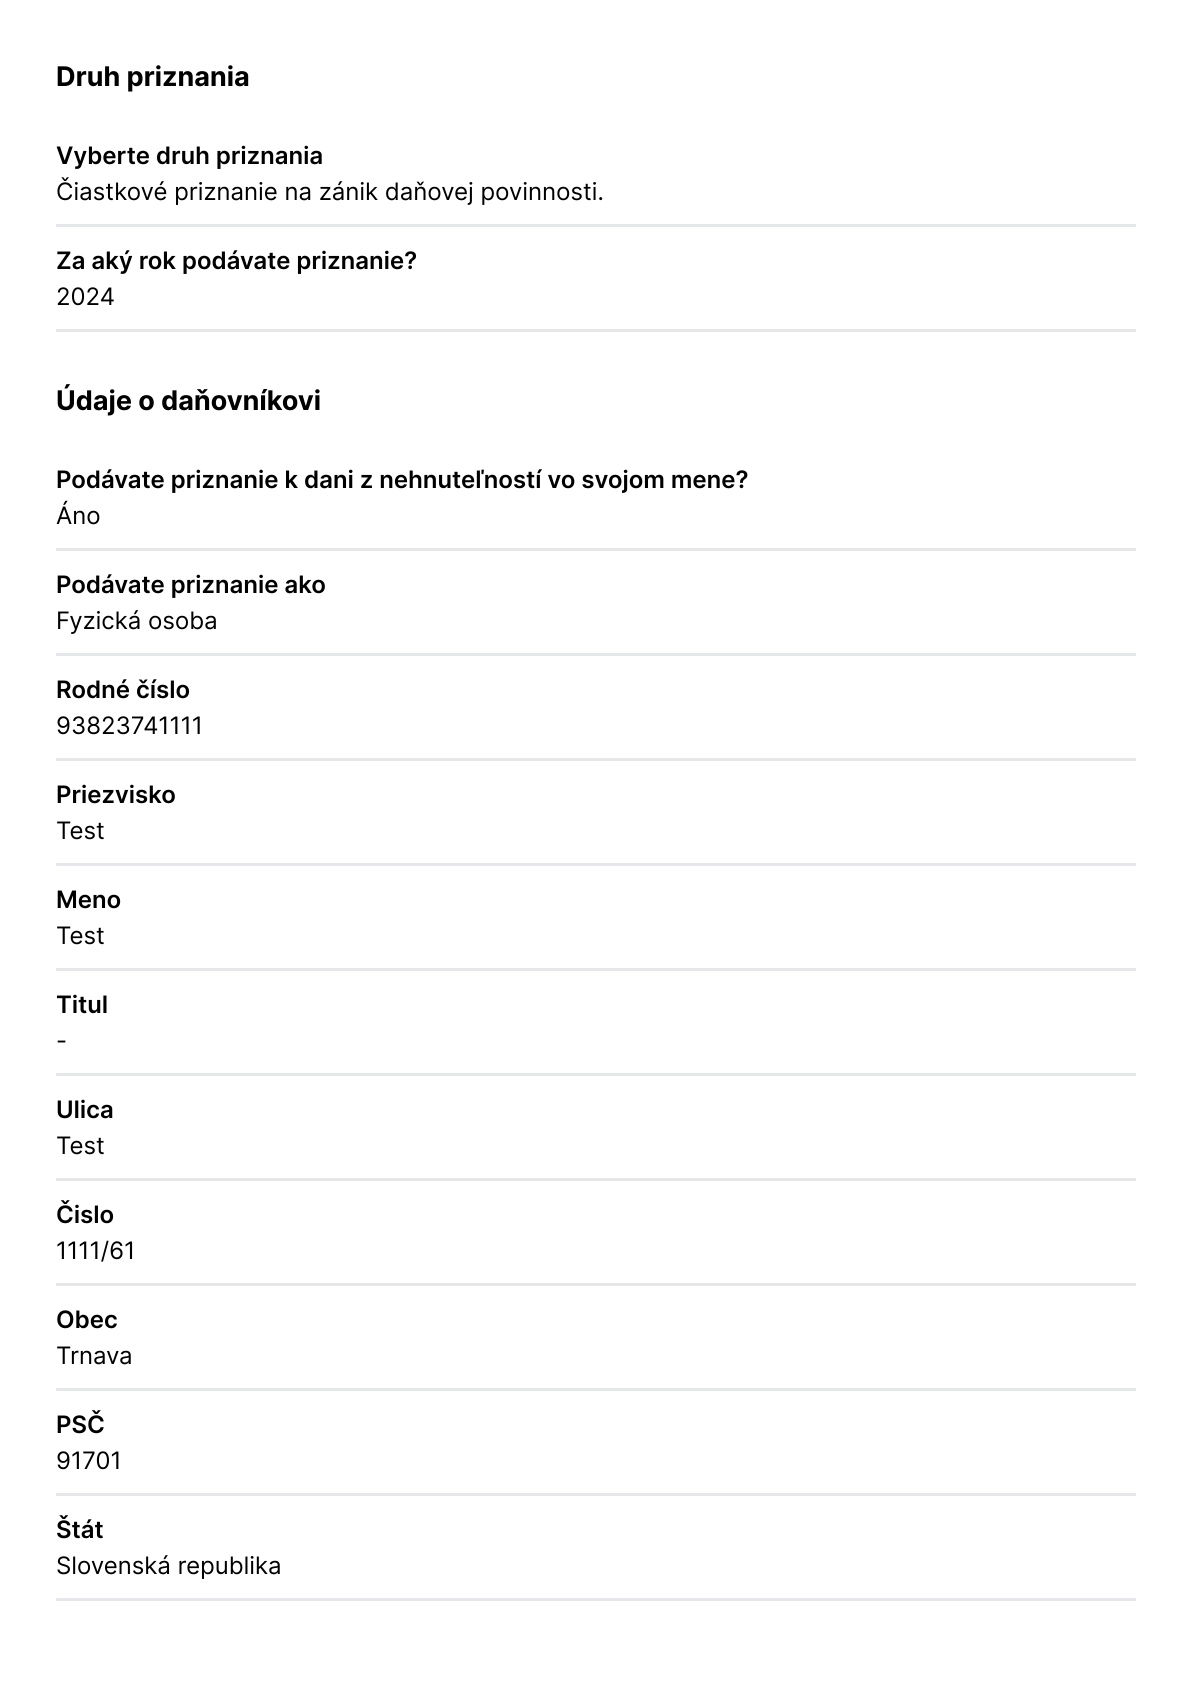 Druh priznania
Vyberte druh priznania
Čiastkové priznanie na zánik daňovej povinnosti.
Za aký rok podávate priznanie?
2024
Údaje o daňovníkovi
Podávate priznanie k dani z nehnuteľností vo svojom mene?
Áno
Podávate priznanie ako
Fyzická osoba
Rodné číslo
93823741111
Priezvisko
Test
Meno
Test
Titul
-
Ulica
Test
Čislo
1111/61
Obec
Trnava
PSČ
91701
Štát
Slovenská republika